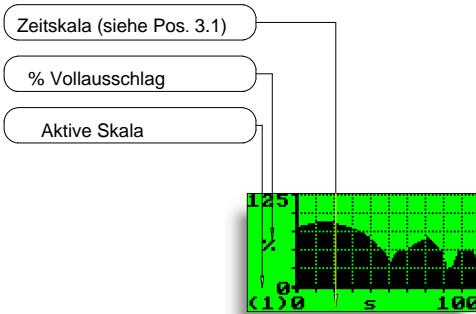 Zeitskala (siehe Pos. 3.1)
% Vollausschlag
Aktive Skala
125
%
0
(1)0 s 100